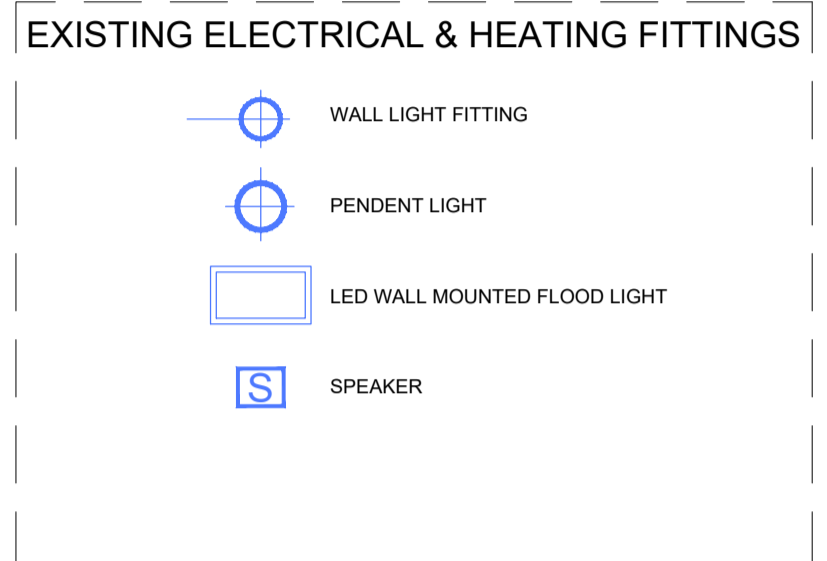 EXISTING ELECTRICAL & HEATING FITTINGS
WALL LIGHT FITTING
PENDENT LIGHT
LED WALL MOUNTED FLOOD LIGHT
S SPEAKER